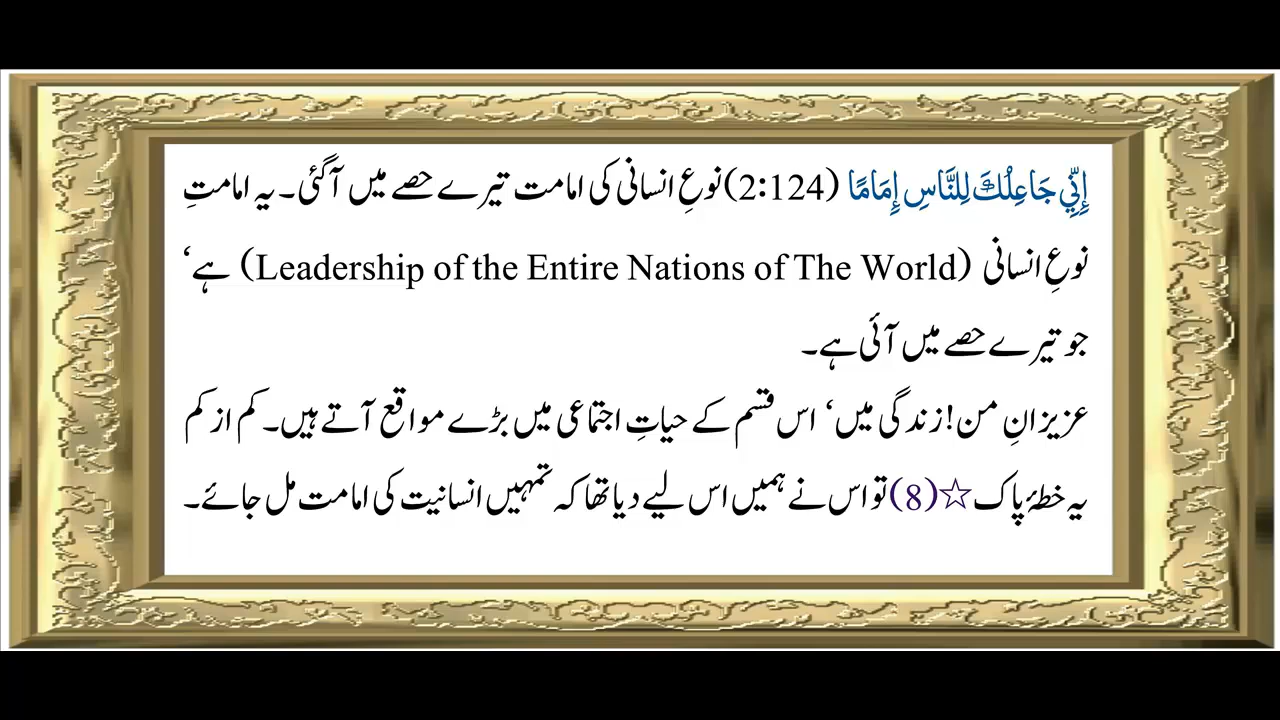 إِنِّي جَاعِلُكَ لِلنَّاسِ إِمَامًا (2:124) نوعِ انسانی کی امامت تیرے حصے میں آ گئی۔ یہ امامتِ
نوعِ انسانی (Leadership of the Entire Nations of The World) ہے‘
جو تیرے حصے میں آئی ہے۔
عزیزانِ من! زندگی میں‘ اس قسم کے حیاتِ اجتماعی میں بڑے مواقع آتے ہیں۔ کم از کم
یہ خطۂ پاک ☆(8) تو اس نے ہمیں اس لیے دیا تھا کہ تمہیں انسانیت کی امامت مل جائے۔